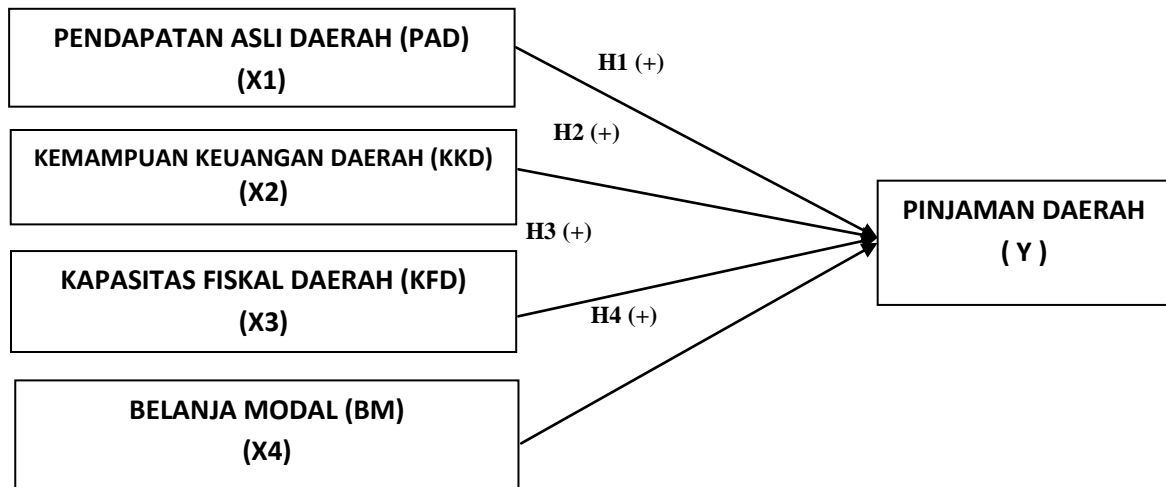 PENDAPATAN ASLI DAERAH (PAD)
(X1)
H1 (+)
H2 (+)
KEMAMPUAN KEUANGAN DAERAH (KKD)
(X2)
PINJAMAN DAERAH
( Y )
H3 (+)
KAPASITAS FISKAL DAERAH (KFD)
(X3)
H4 (+)
BELANJA MODAL (BM)
(X4)